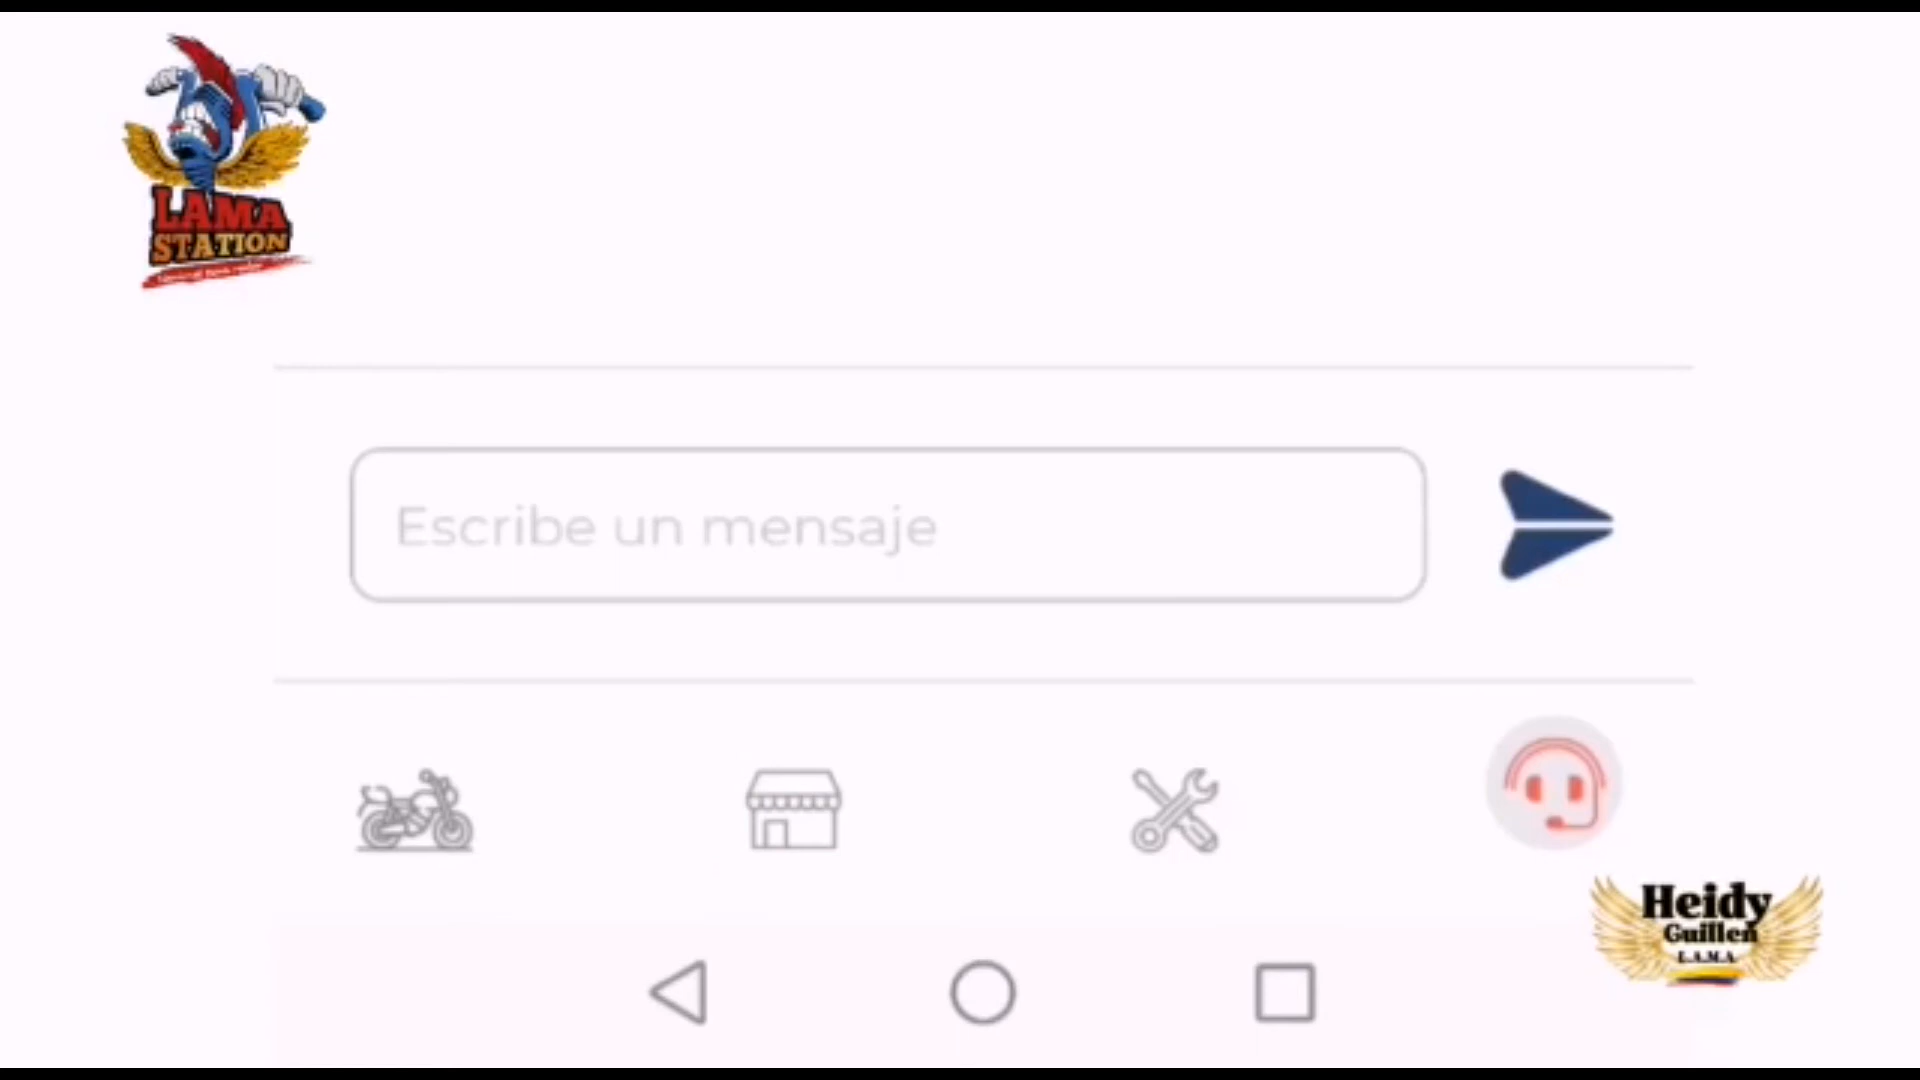 LAMA
STATION
Escribe un mensaje
Heidy
Guillen
L.A.M.A.